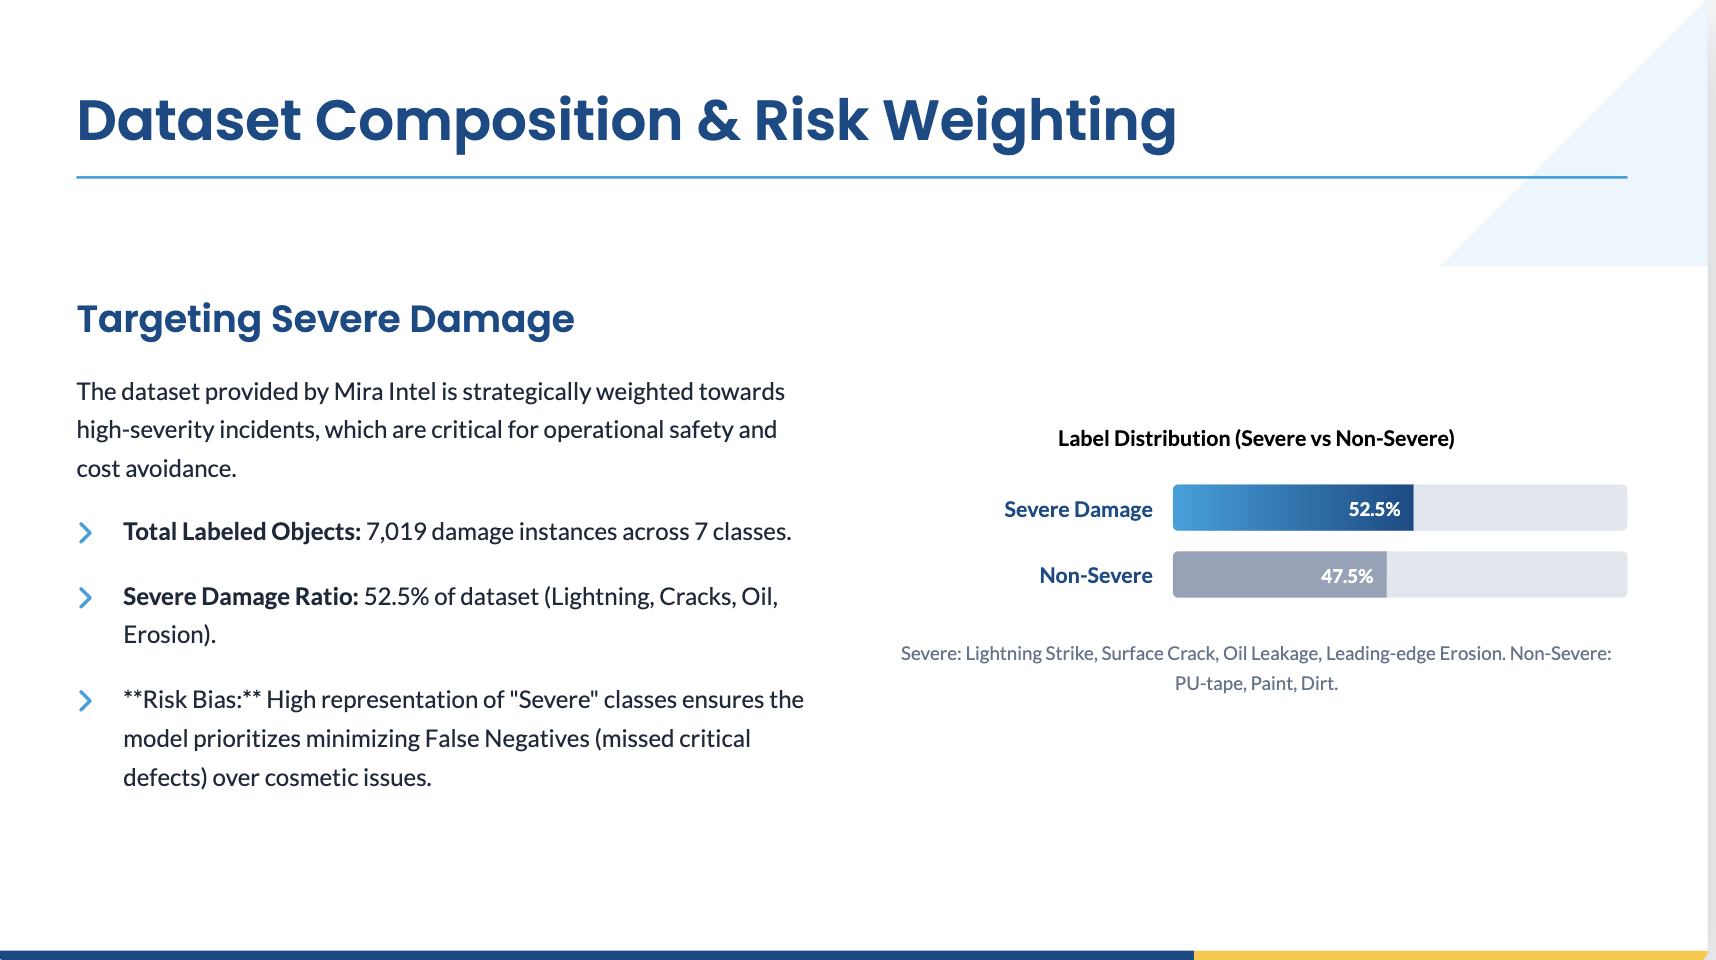 Dataset Composition & Risk Weighting
Targeting Severe Damage
The dataset provided by Mira Intel is strategically weighted towards
high-severity incidents, which are critical for operational safety and
cost avoidance.
Total Labeled Objects: 7,019 damage instances across 7 classes.
Severe Damage Ratio: 52.5% of dataset (Lightning, Cracks, Oil,
Erosion).
**Risk Bias:** High representation of "Severe" classes ensures the
model prioritizes minimizing False Negatives (missed critical
defects) over cosmetic issues.
Label Distribution (Severe vs Non-Severe)
Severe Damage 52.5%
Non-Severe 47.5%
Severe: Lightning Strike, Surface Crack, Oil Leakage, Leading-edge Erosion. Non-Severe:
PU-tape, Paint, Dirt.